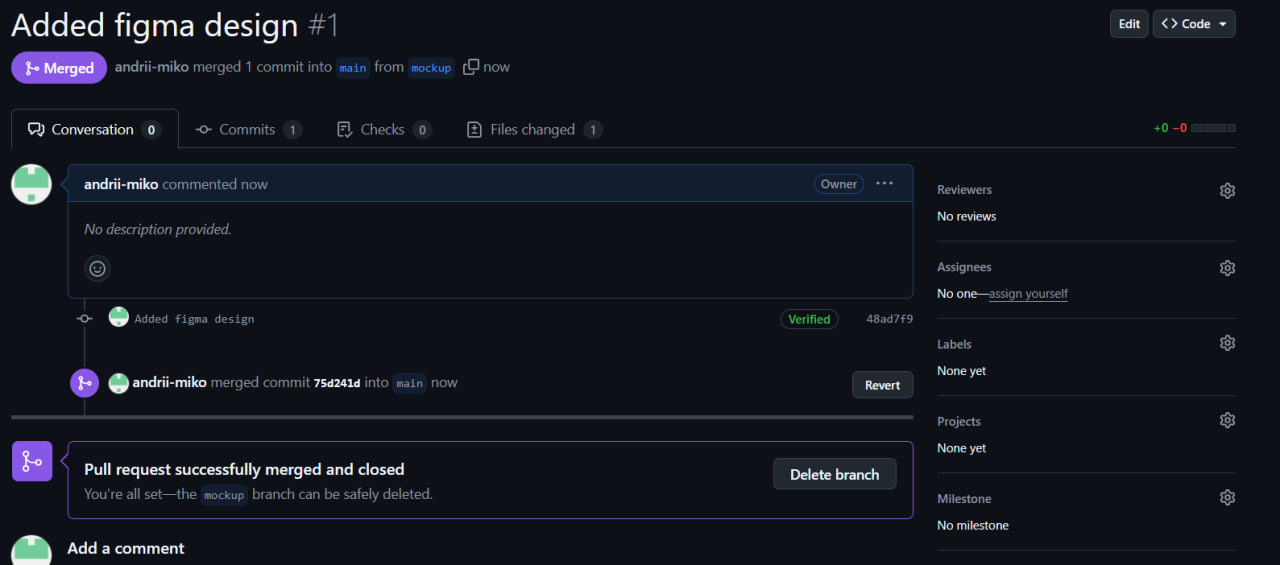 Added figma design #1
Edit
<> Code
Merged
andrii-miko merged 1 commit into main from mockup now
Conversation 0
Commits 1
Checks 0
Files changed 1
+0 −0
andrii-miko commented now
Owner
No description provided.
Added figma design
Verified
48ad7f9
andrii-miko merged commit 75d241d into main now
Revert
Pull request successfully merged and closed
You're all set—the mockup branch can be safely deleted.
Delete branch
Add a comment
Reviewers
No reviews
Assignees
No one—assign yourself
Labels
None yet
Projects
None yet
Milestone
No milestone